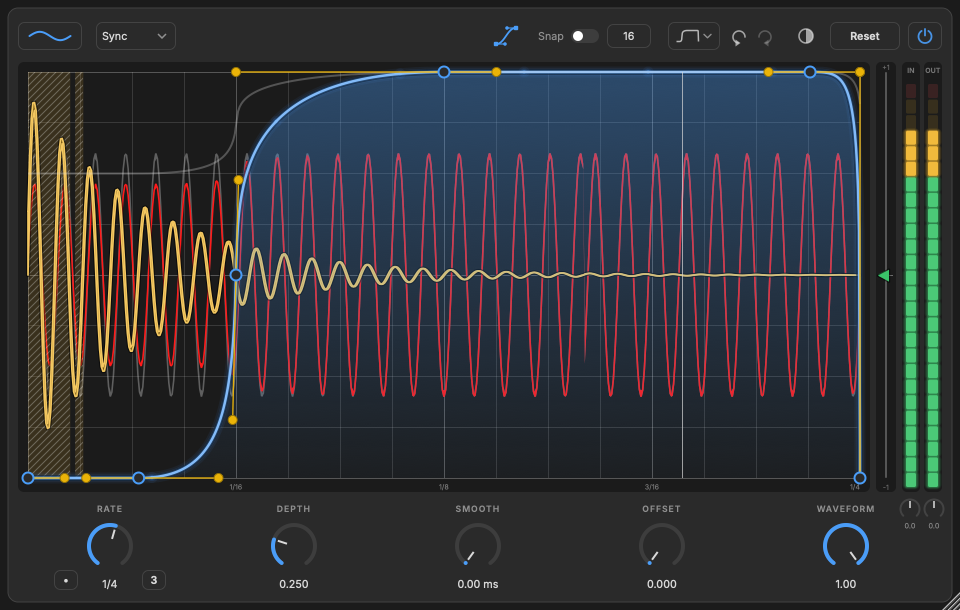 Sync
Snap
16
Reset
+1
IN
OUT
1/16
1/8
3/16
1/4
-1
RATE
DEPTH
SMOOTH
OFFSET
WAVEFORM
0.0
0.0
1/4
3
0.250
0.00 ms
0.000
1.00